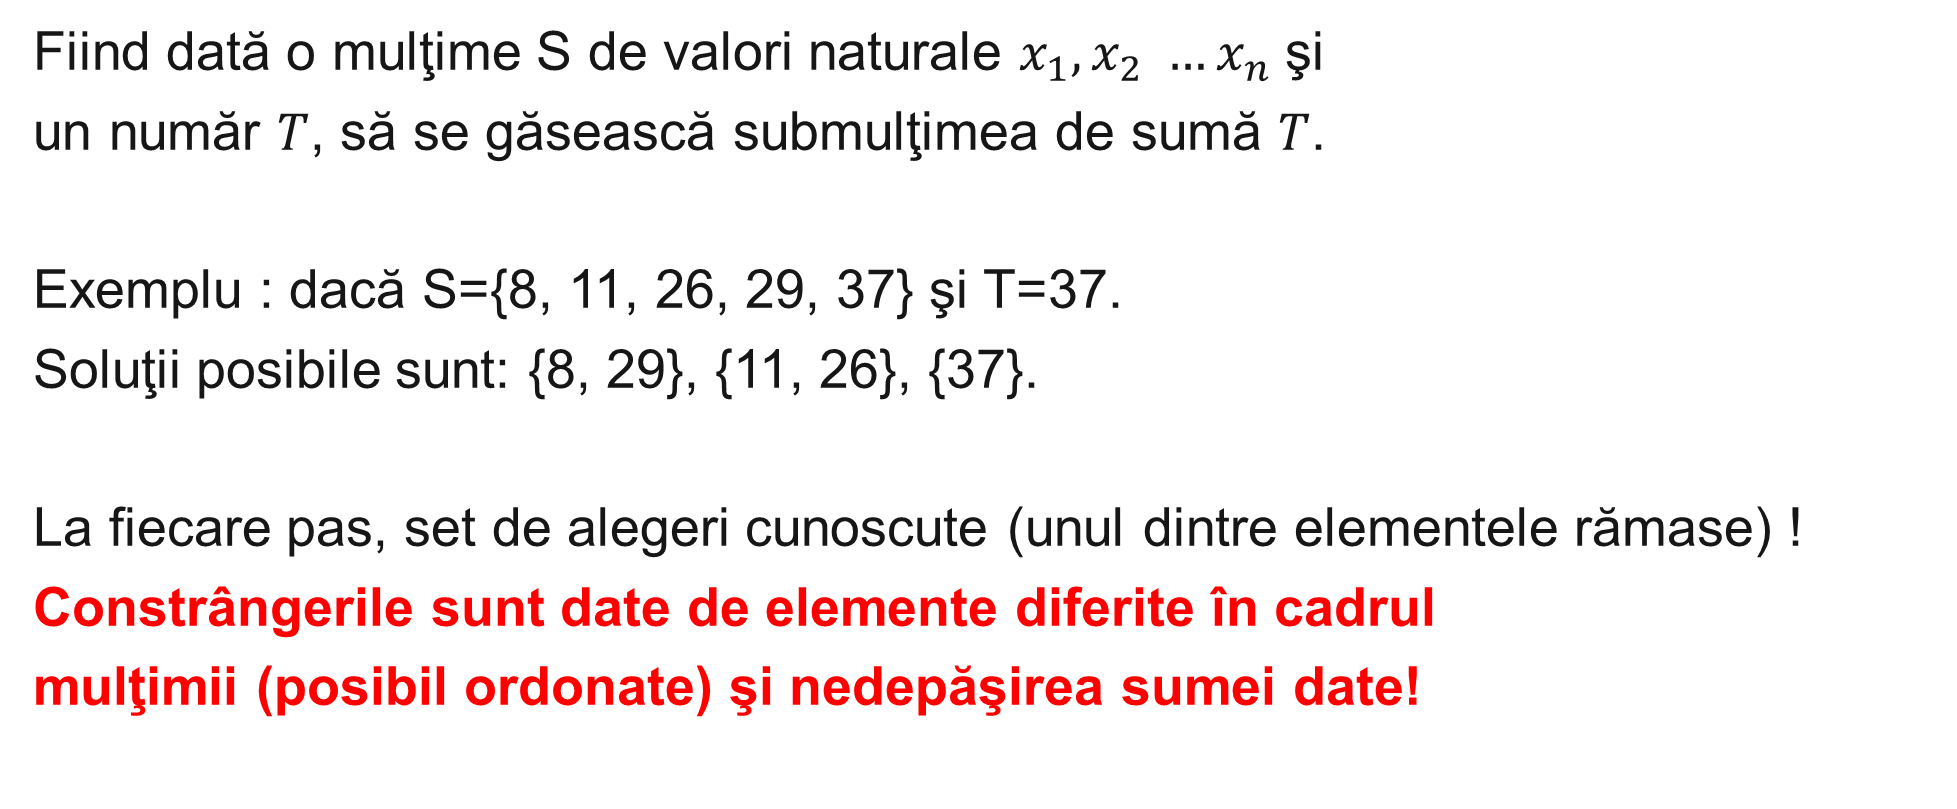 Fiind dată o mulţime S de valori naturale x₁, x₂ … xₙ şi
un număr T, să se găsească submulţimea de sumă T.
Exemplu : dacă S={8, 11, 26, 29, 37} şi T=37.
Soluţii posibile sunt: {8, 29}, {11, 26}, {37}.
La fiecare pas, set de alegeri cunoscute (unul dintre elementele rămase) !
Constrângerile sunt date de elemente diferite în cadrul
mulţimii (posibil ordonate) şi nedepăşirea sumei date!